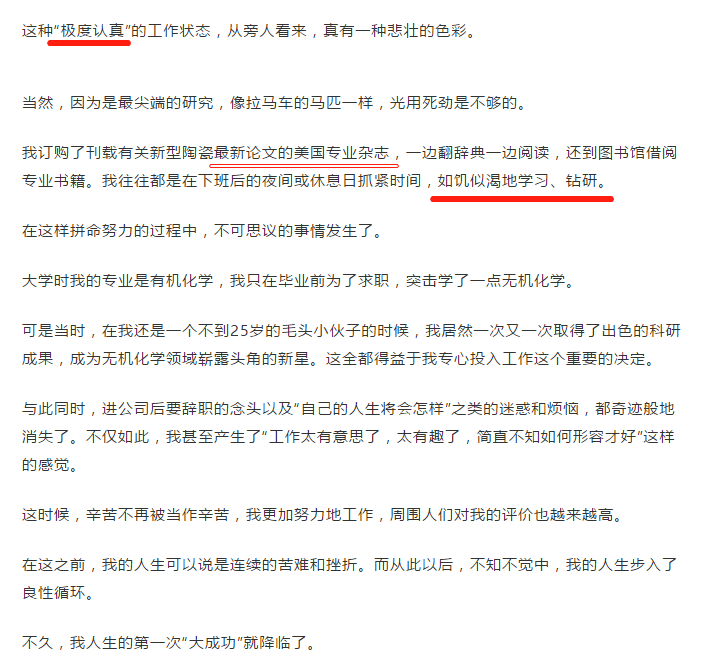 这种“极度认真”的工作状态，从旁人看来，真有一种悲壮的色彩。
当然，因为是最尖端的研究，像拉马车的马匹一样，光用死劲是不够的。
我订购了刊载有关新型陶瓷最新论文的美国专业杂志，一边翻辞典一边阅读，还到图书馆借阅
专业书籍。我往往都是在下班后的夜间或休息日抓紧时间，如饥似渴地学习、钻研。
在这样拼命努力的过程中，不可思议的事情发生了。
大学时我的专业是有机化学，我只在毕业前为了求职，突击学了一点无机化学。
可是当时，在我还是一个不到25岁的毛头小伙子的时候，我居然一次又一次取得了出色的科研
成果，成为无机化学领域崭露头角的新星。这全都得益于我专心投入工作这个重要的决定。
与此同时，进公司后要辞职的念头以及“自己的人生将会怎样”之类的迷惑和烦恼，都奇迹般地
消失了。不仅如此，我甚至产生了“工作太有意思了，太有趣了，简直不知如何形容才好”这样
的感觉。
这时候，辛苦不再被当作辛苦，我更加努力地工作，周围人们对我的评价也越来越高。
在这之前，我的人生可以说是连续的苦难和挫折。而从此以后，不知不觉中，我的人生步入了
良性循环。
不久，我人生的第一次“大成功”就降临了。